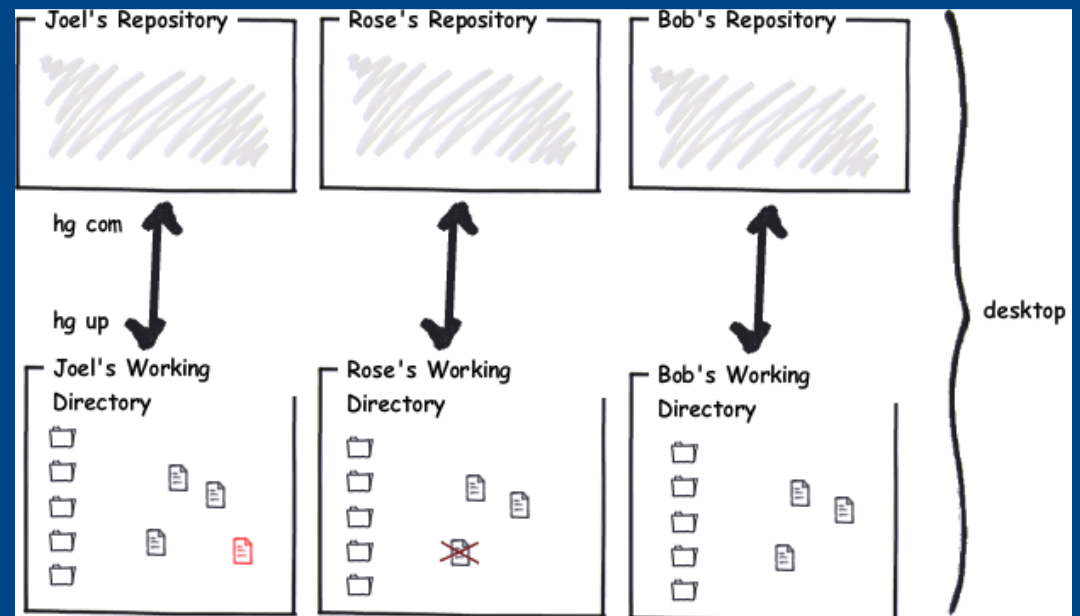 Joel's Repository
Rose's Repository
Bob's Repository
hg com
hg up
desktop
Joel's Working
Directory
Rose's Working
Directory
Bob's Working
Directory